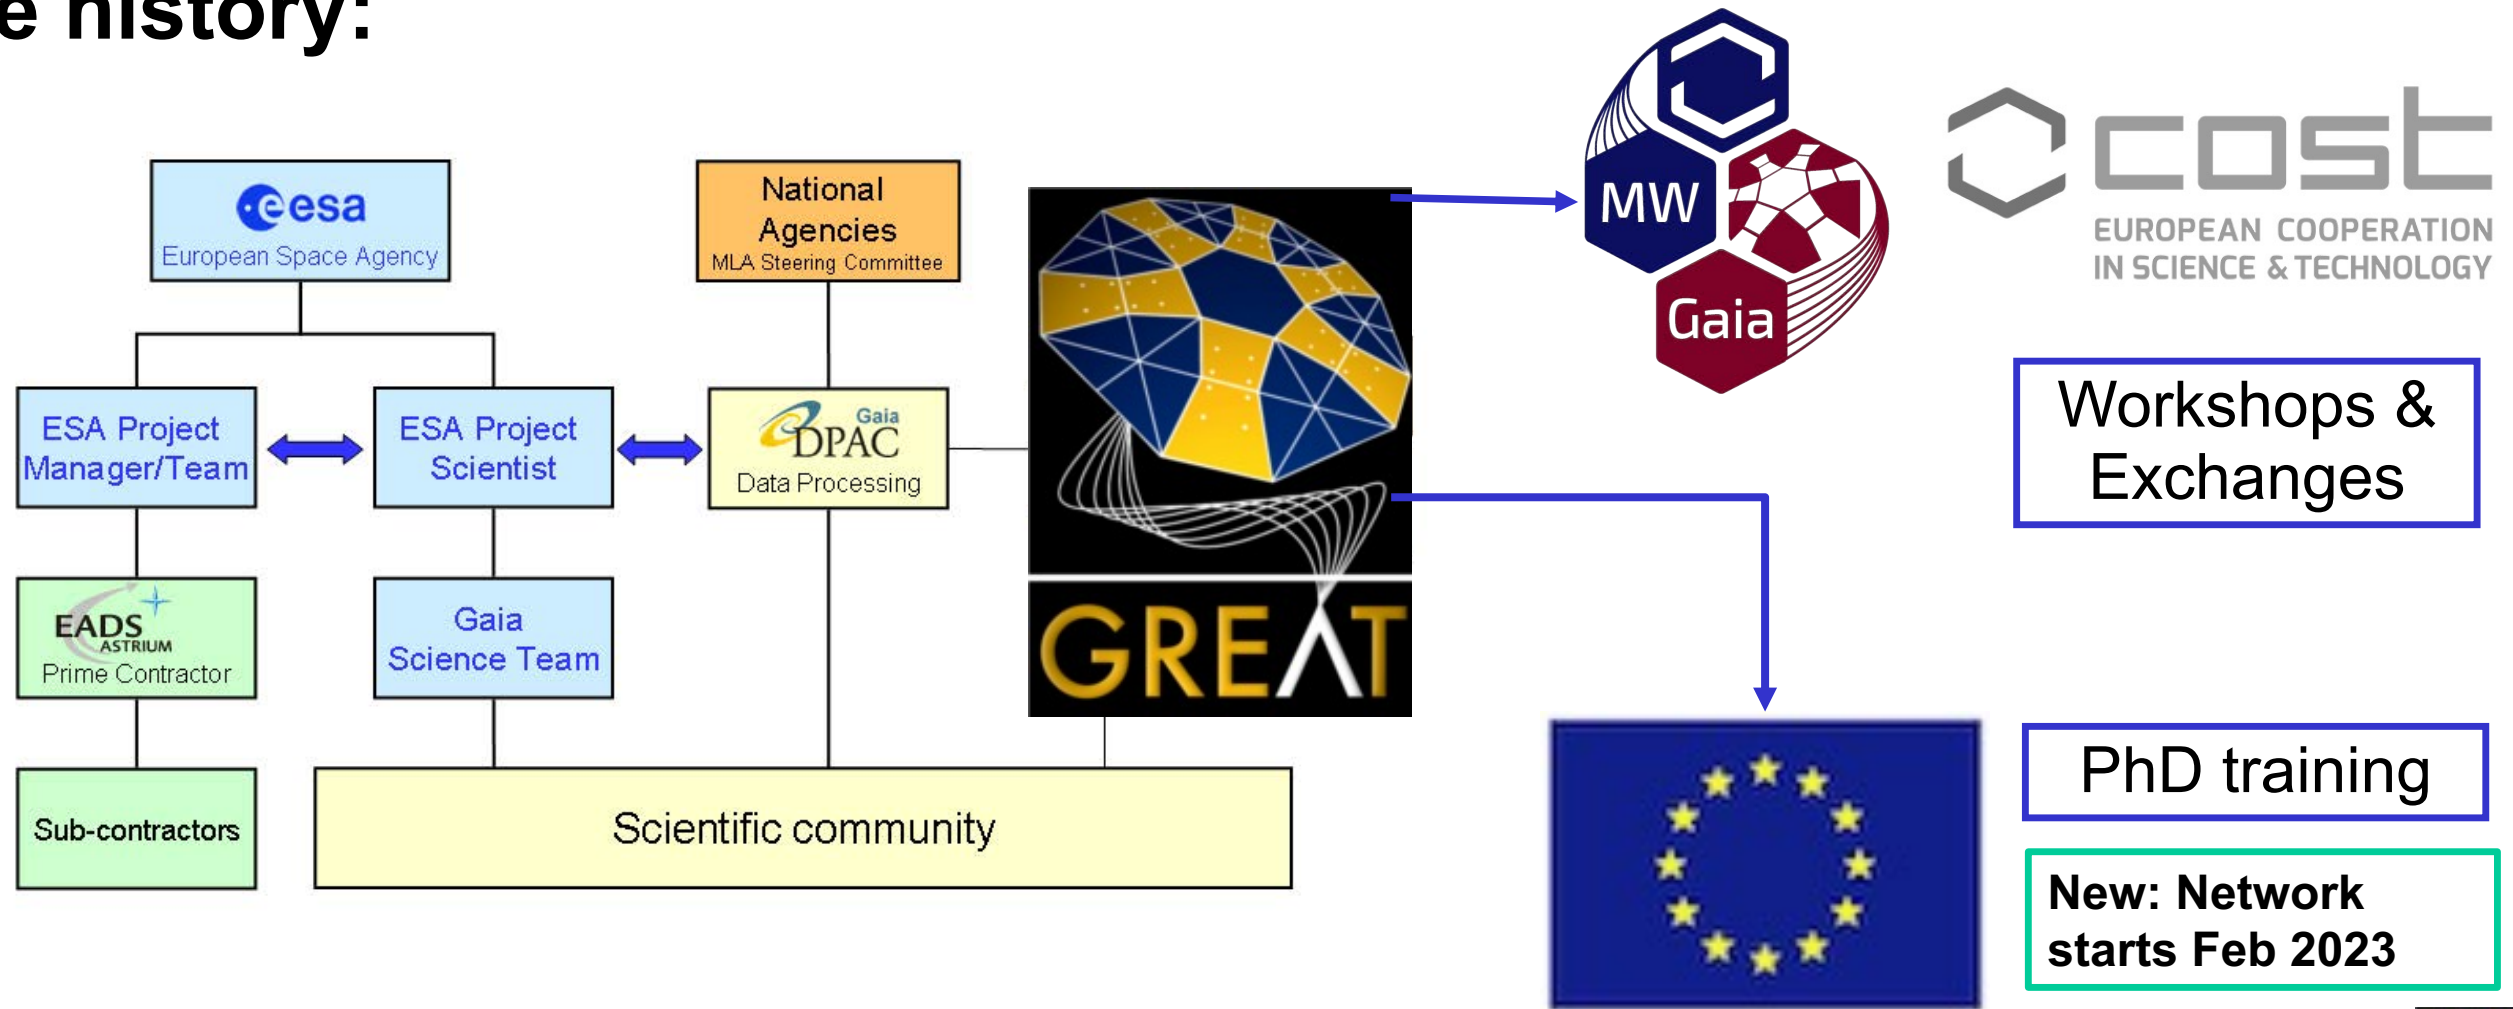 e history:
esa
European Space Agency
National
Agencies
MLA Steering Committee
ESA Project
Manager/Team
ESA Project
Scientist
Gaia
DPAC
Data Processing
EADS
ASTRIUM
Prime Contractor
Gaia
Science Team
Sub-contractors
Scientific community
GREAT
MW
Gaia
cost
EUROPEAN COOPERATION
IN SCIENCE & TECHNOLOGY
Workshops &
Exchanges
PhD training
New: Network
starts Feb 2023